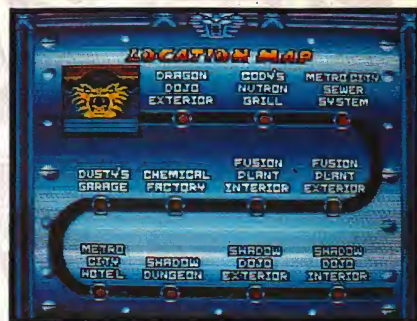 LOCATION MAP
DRAGON
DOJO
EXTERIOR
CODY'S
NUTRON
GRILL
METRO CITY
SEWER
SYSTEM
DUSTY'S
GARAGE
CHEMICAL
FACTORY
FUSION
PLANT
INTERIOR
FUSION
PLANT
EXTERIOR
METRO
CITY
HOTEL
SHADOW
DUNGEON
SHADOW
DOJO
EXTERIOR
SHADOW
DOJO
INTERIOR